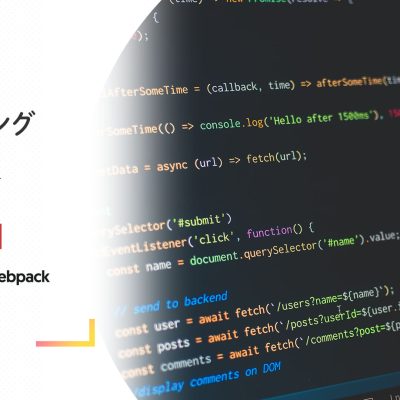 ング
ebpack
time) => new Promise(resolve => {
{
);
AfterSomeTime = (callback, time) => afterSomeTime(ti
rSomeTime(() => console.log('Hello after 1500ms'), 15
etData = async (url) => fetch(url);
rySelector('#submit')
EventListener('click', function() {
const name = document.querySelector('#name').value;
// send to backend
const user = await fetch(`/users?name=${name}`);
const posts = await fetch(`/posts?userId=${user.i
const comments = await fetch(`/comments?post=${p
//display comments on DOM